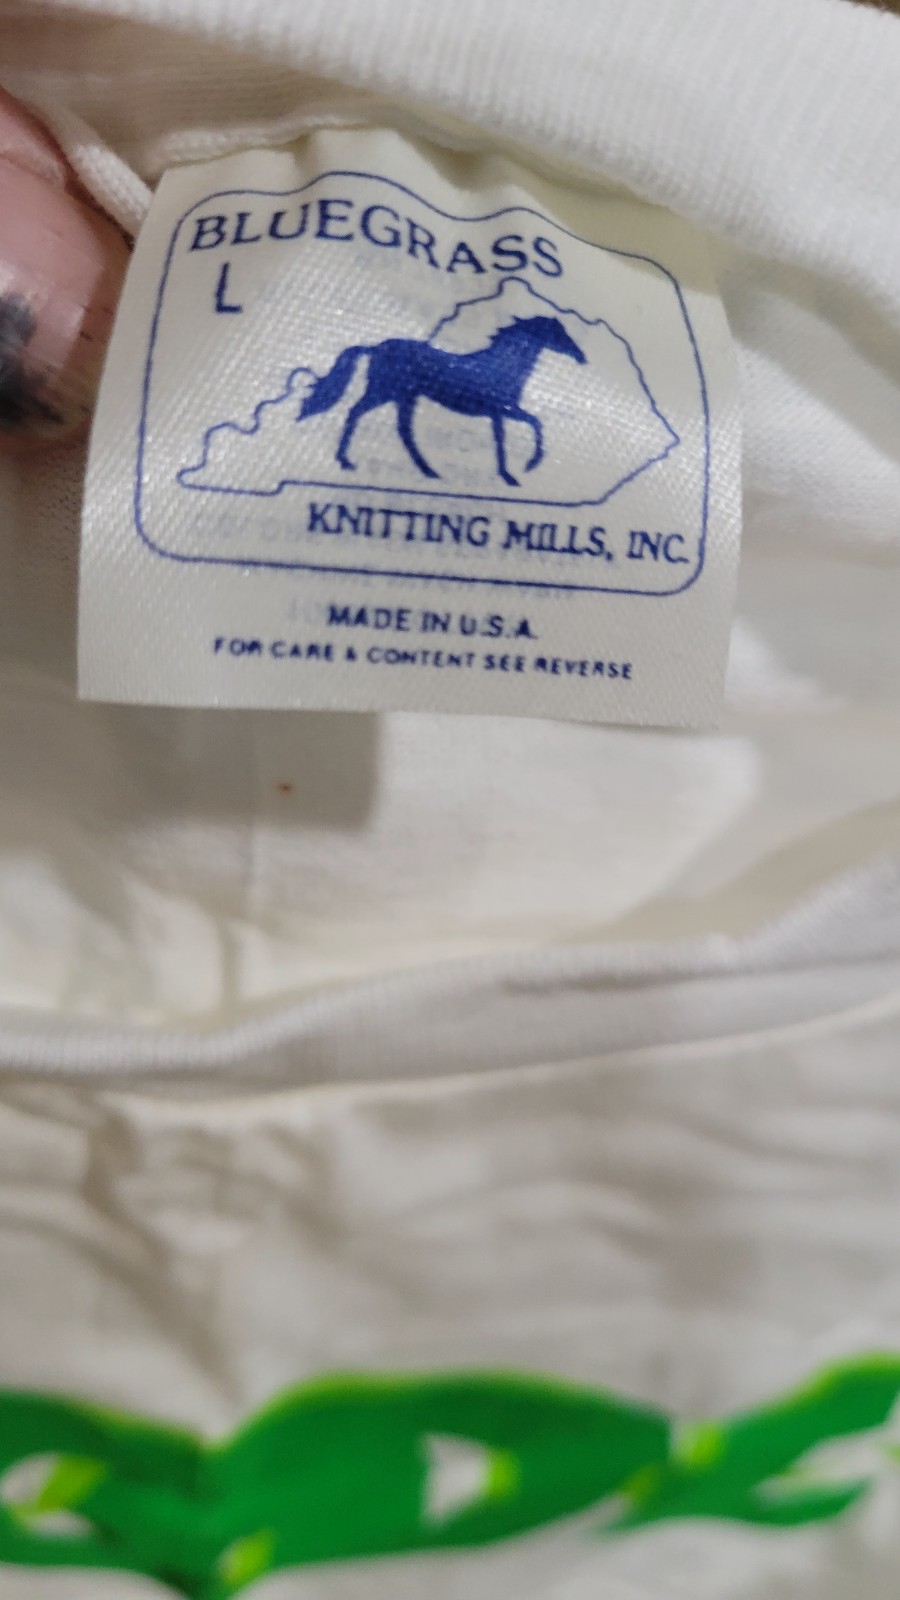 BLUEGRASS
L
KNITTING MILLS, INC.
MADE IN U.S.A.
FOR CARE & CONTENT SEE REVERSE